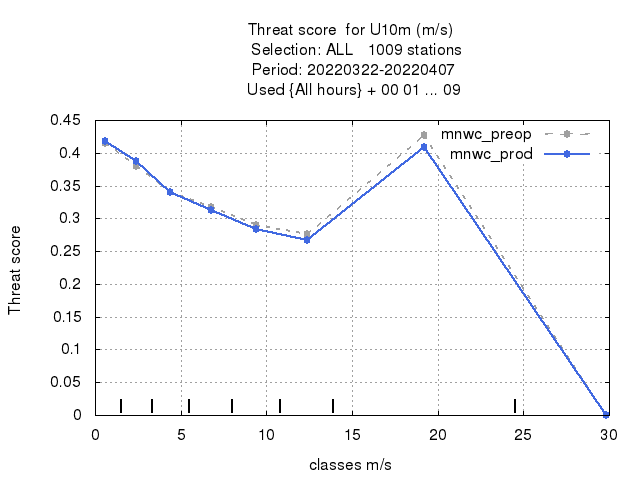 Threat score  for U10m (m/s)
Selection: ALL   1009 stations
Period: 20220322-20220407
Used {All hours} + 00 01 ... 09
mnwc_preop
mnwc_prod
0.45
0.4
0.35
0.3
0.25
0.2
0.15
0.1
0.05
0
Threat score
0 5 10 15 20 25 30
classes m/s